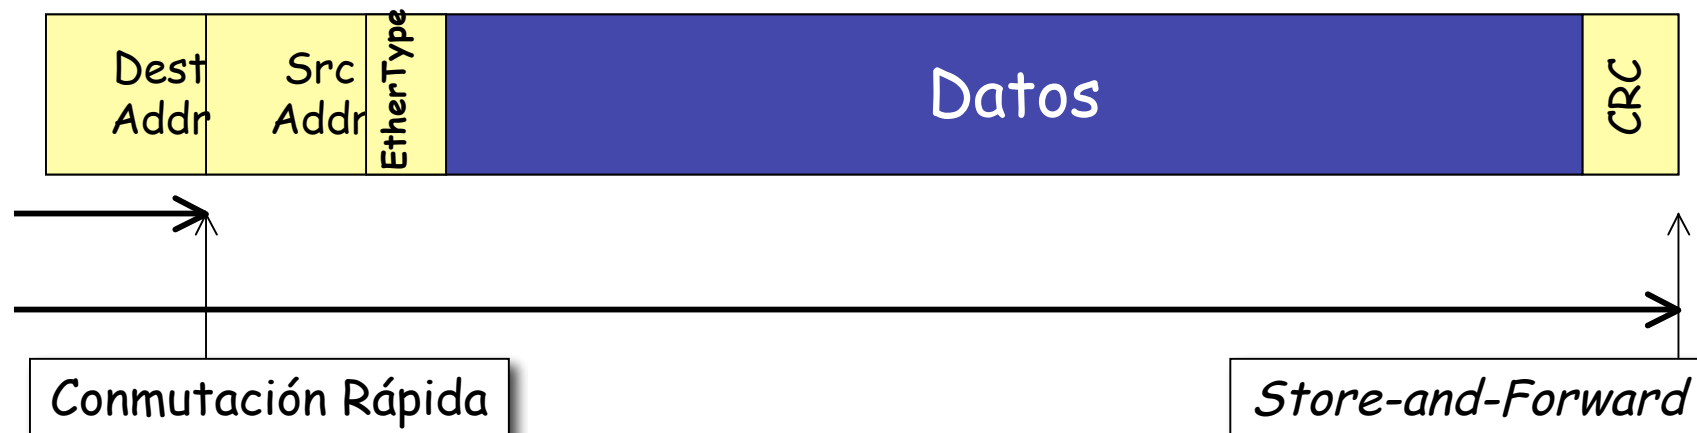 Dest
Addr
Src
Addr
EtherType
Datos
CRC
Conmutación Rápida
Store-and-Forward